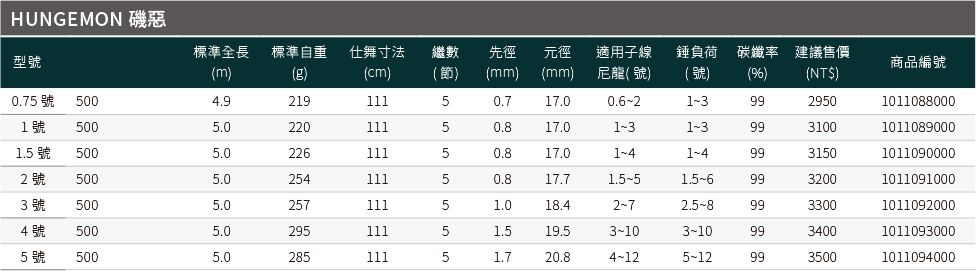 HUNGEMON 磯惡
型號 標準全長 (m) 標準自重 (g) 仕舞寸法 (cm) 繼數 (節) 先徑 (mm) 元徑 (mm) 適用子線 尼龍(號) 錘負荷 (號) 碳纖率 (%) 建議售價 (NT$) 商品編號
0.75 號 500 4.9 219 111 5 0.7 17.0 0.6~2 1~3 99 2950 1011088000
1 號 500 5.0 220 111 5 0.8 17.0 1~3 1~3 99 3100 1011089000
1.5 號 500 5.0 226 111 5 0.8 17.0 1~4 1~4 99 3150 1011090000
2 號 500 5.0 254 111 5 0.8 17.7 1.5~5 1.5~6 99 3200 1011091000
3 號 500 5.0 257 111 5 1.0 18.4 2~7 2.5~8 99 3300 1011092000
4 號 500 5.0 295 111 5 1.5 19.5 3~10 3~10 99 3400 1011093000
5 號 500 5.0 285 111 5 1.7 20.8 4~12 5~12 99 3500 1011094000